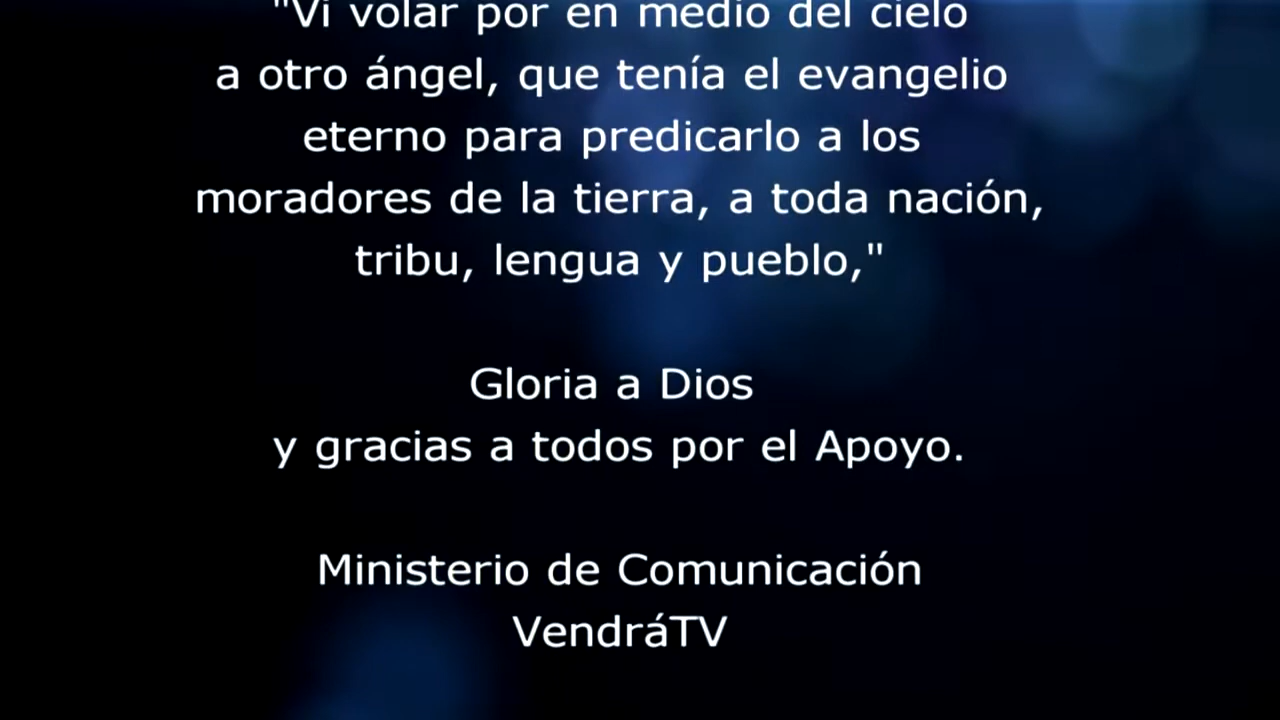 "Vi volar por en medio del cielo
a otro ángel, que tenía el evangelio
eterno para predicarlo a los
moradores de la tierra, a toda nación,
tribu, lengua y pueblo,"
Gloria a Dios
y gracias a todos por el Apoyo.
Ministerio de Comunicación
VendráTV